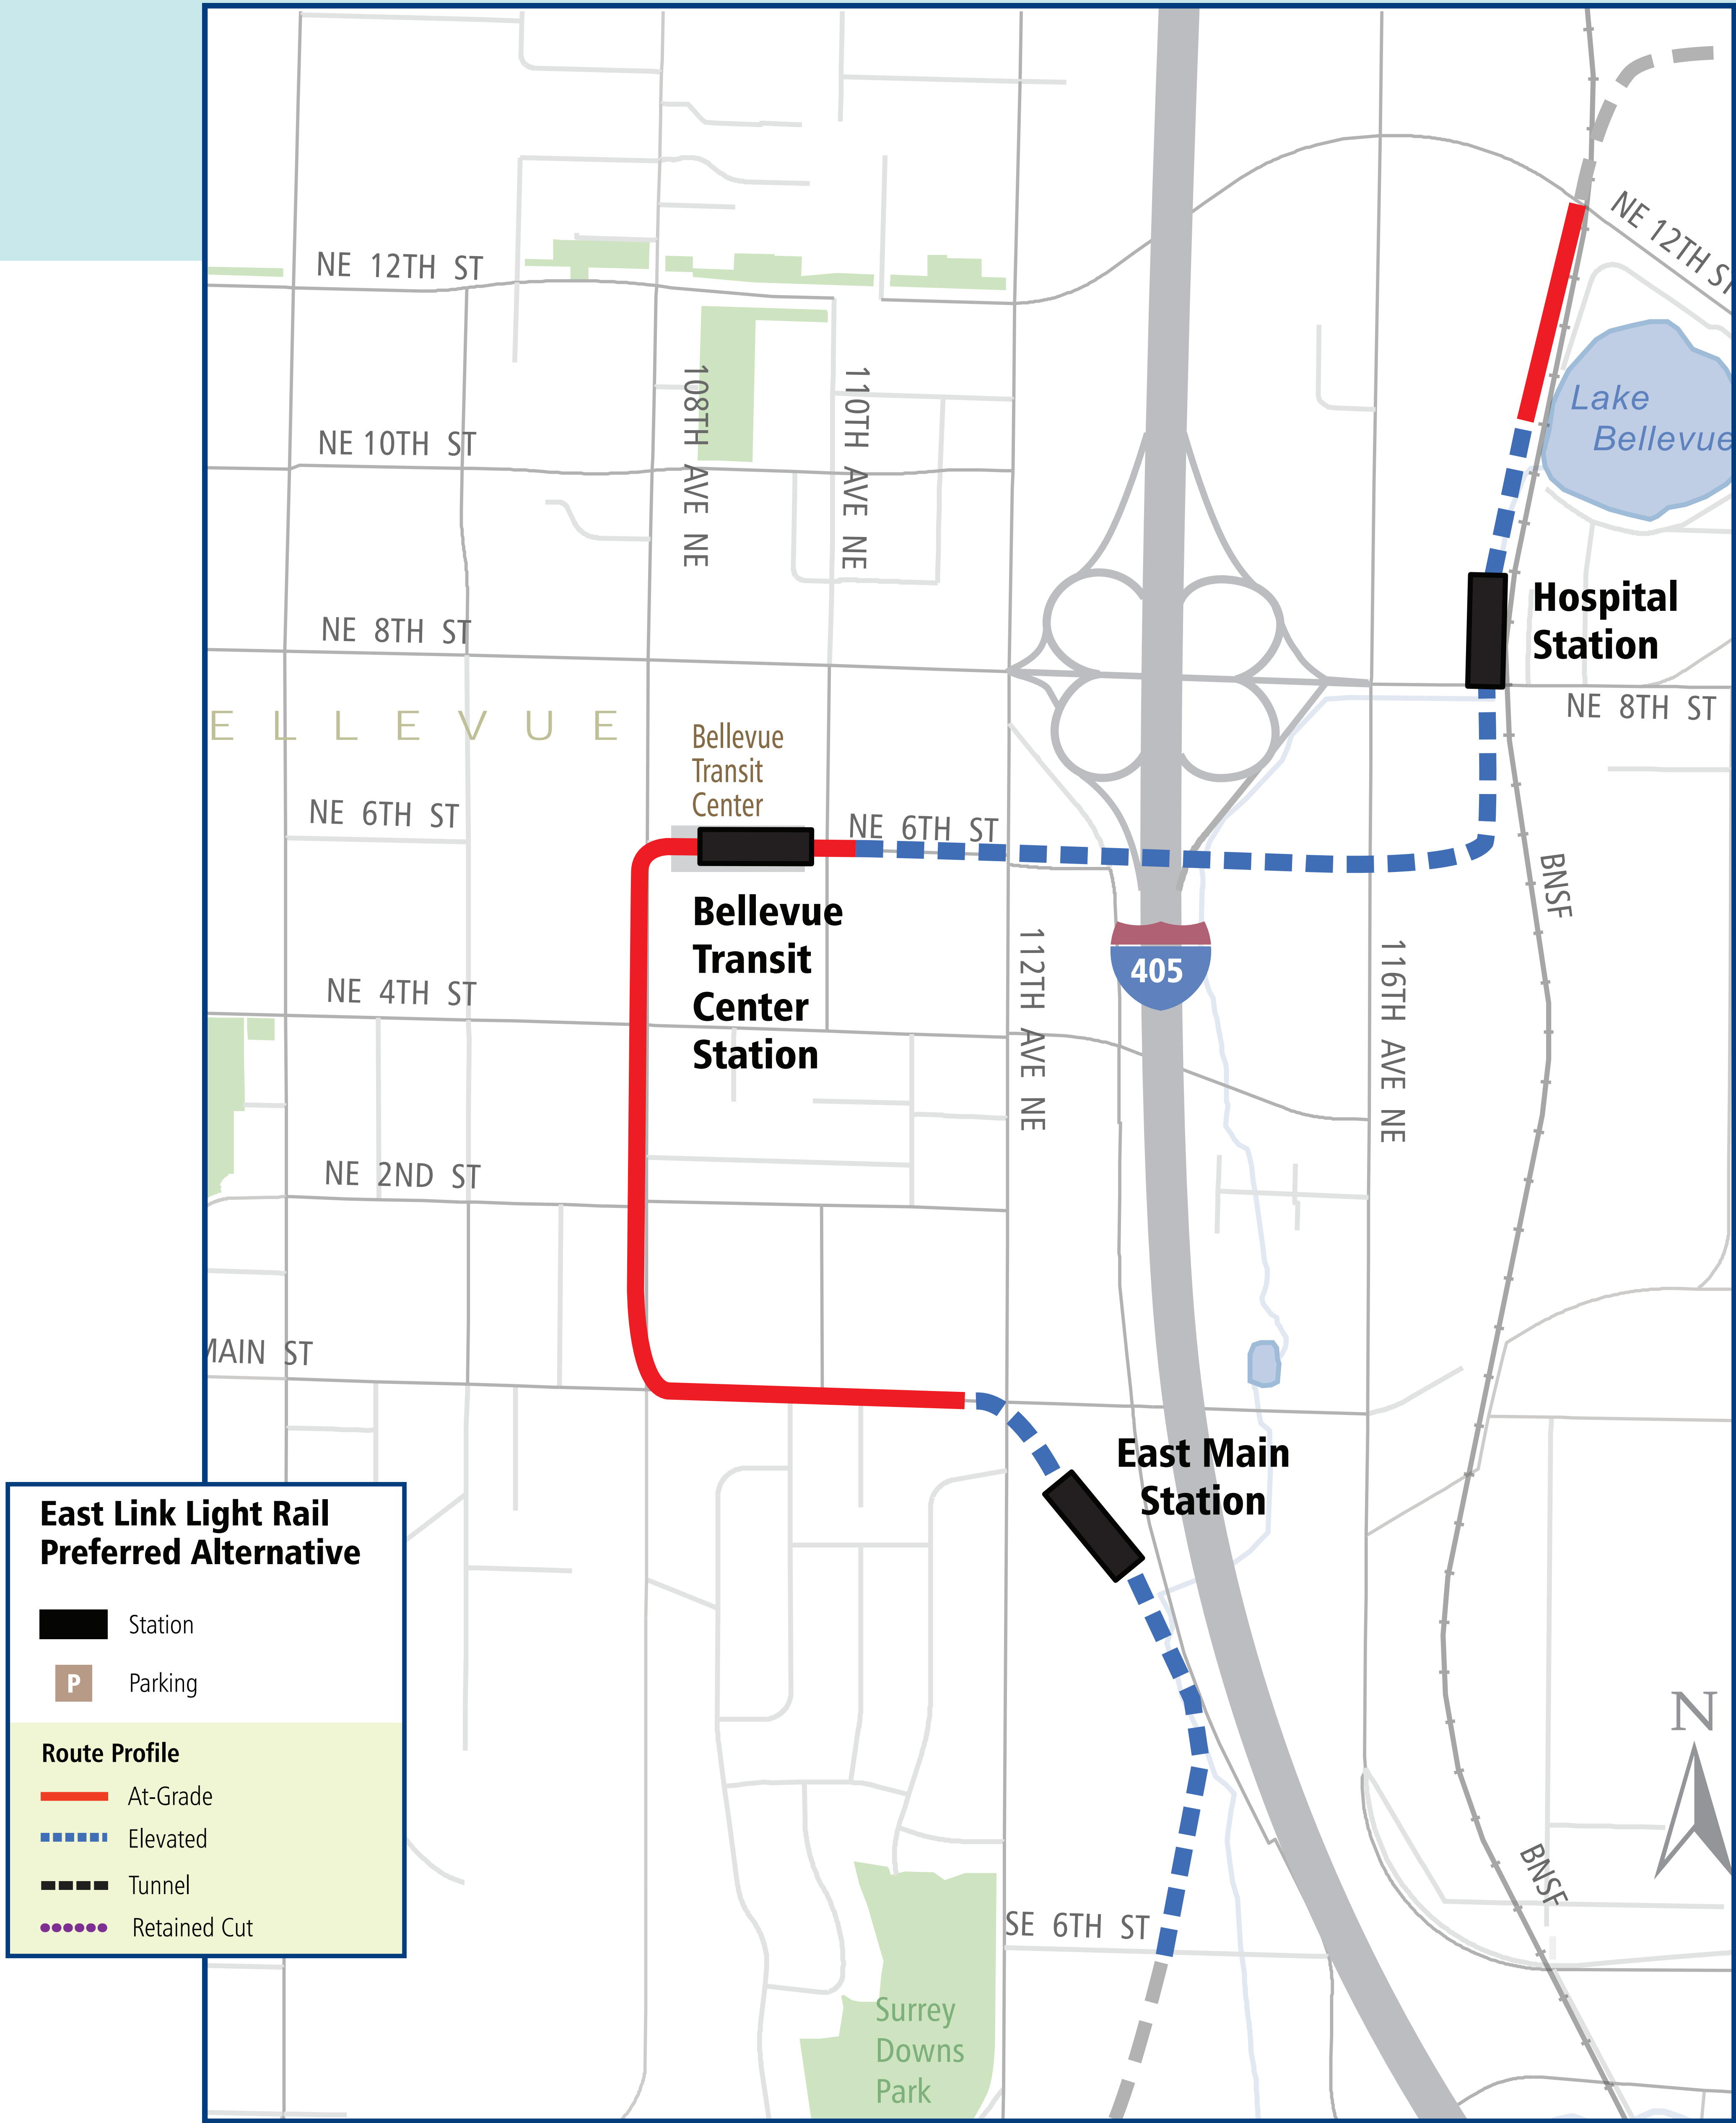 NE 12TH ST
NE 12TH ST
Lake
Bellevue
108TH AVE NE
110TH AVE NE
NE 10TH ST
Hospital
Station
NE 8TH ST
NE 8TH ST
ELLEVUE
Bellevue
Transit
Center
NE 6TH ST
NE 6TH ST
BNSF
Bellevue
Transit
Center
Station
112TH AVE NE
405
116TH AVE NE
NE 4TH ST
NE 2ND ST
MAIN ST
East Main
Station
East Link Light Rail
Preferred Alternative
Station
P Parking
Route Profile
At-Grade
Elevated
Tunnel
Retained Cut
N
BNSF
SE 6TH ST
Surrey
Downs
Park